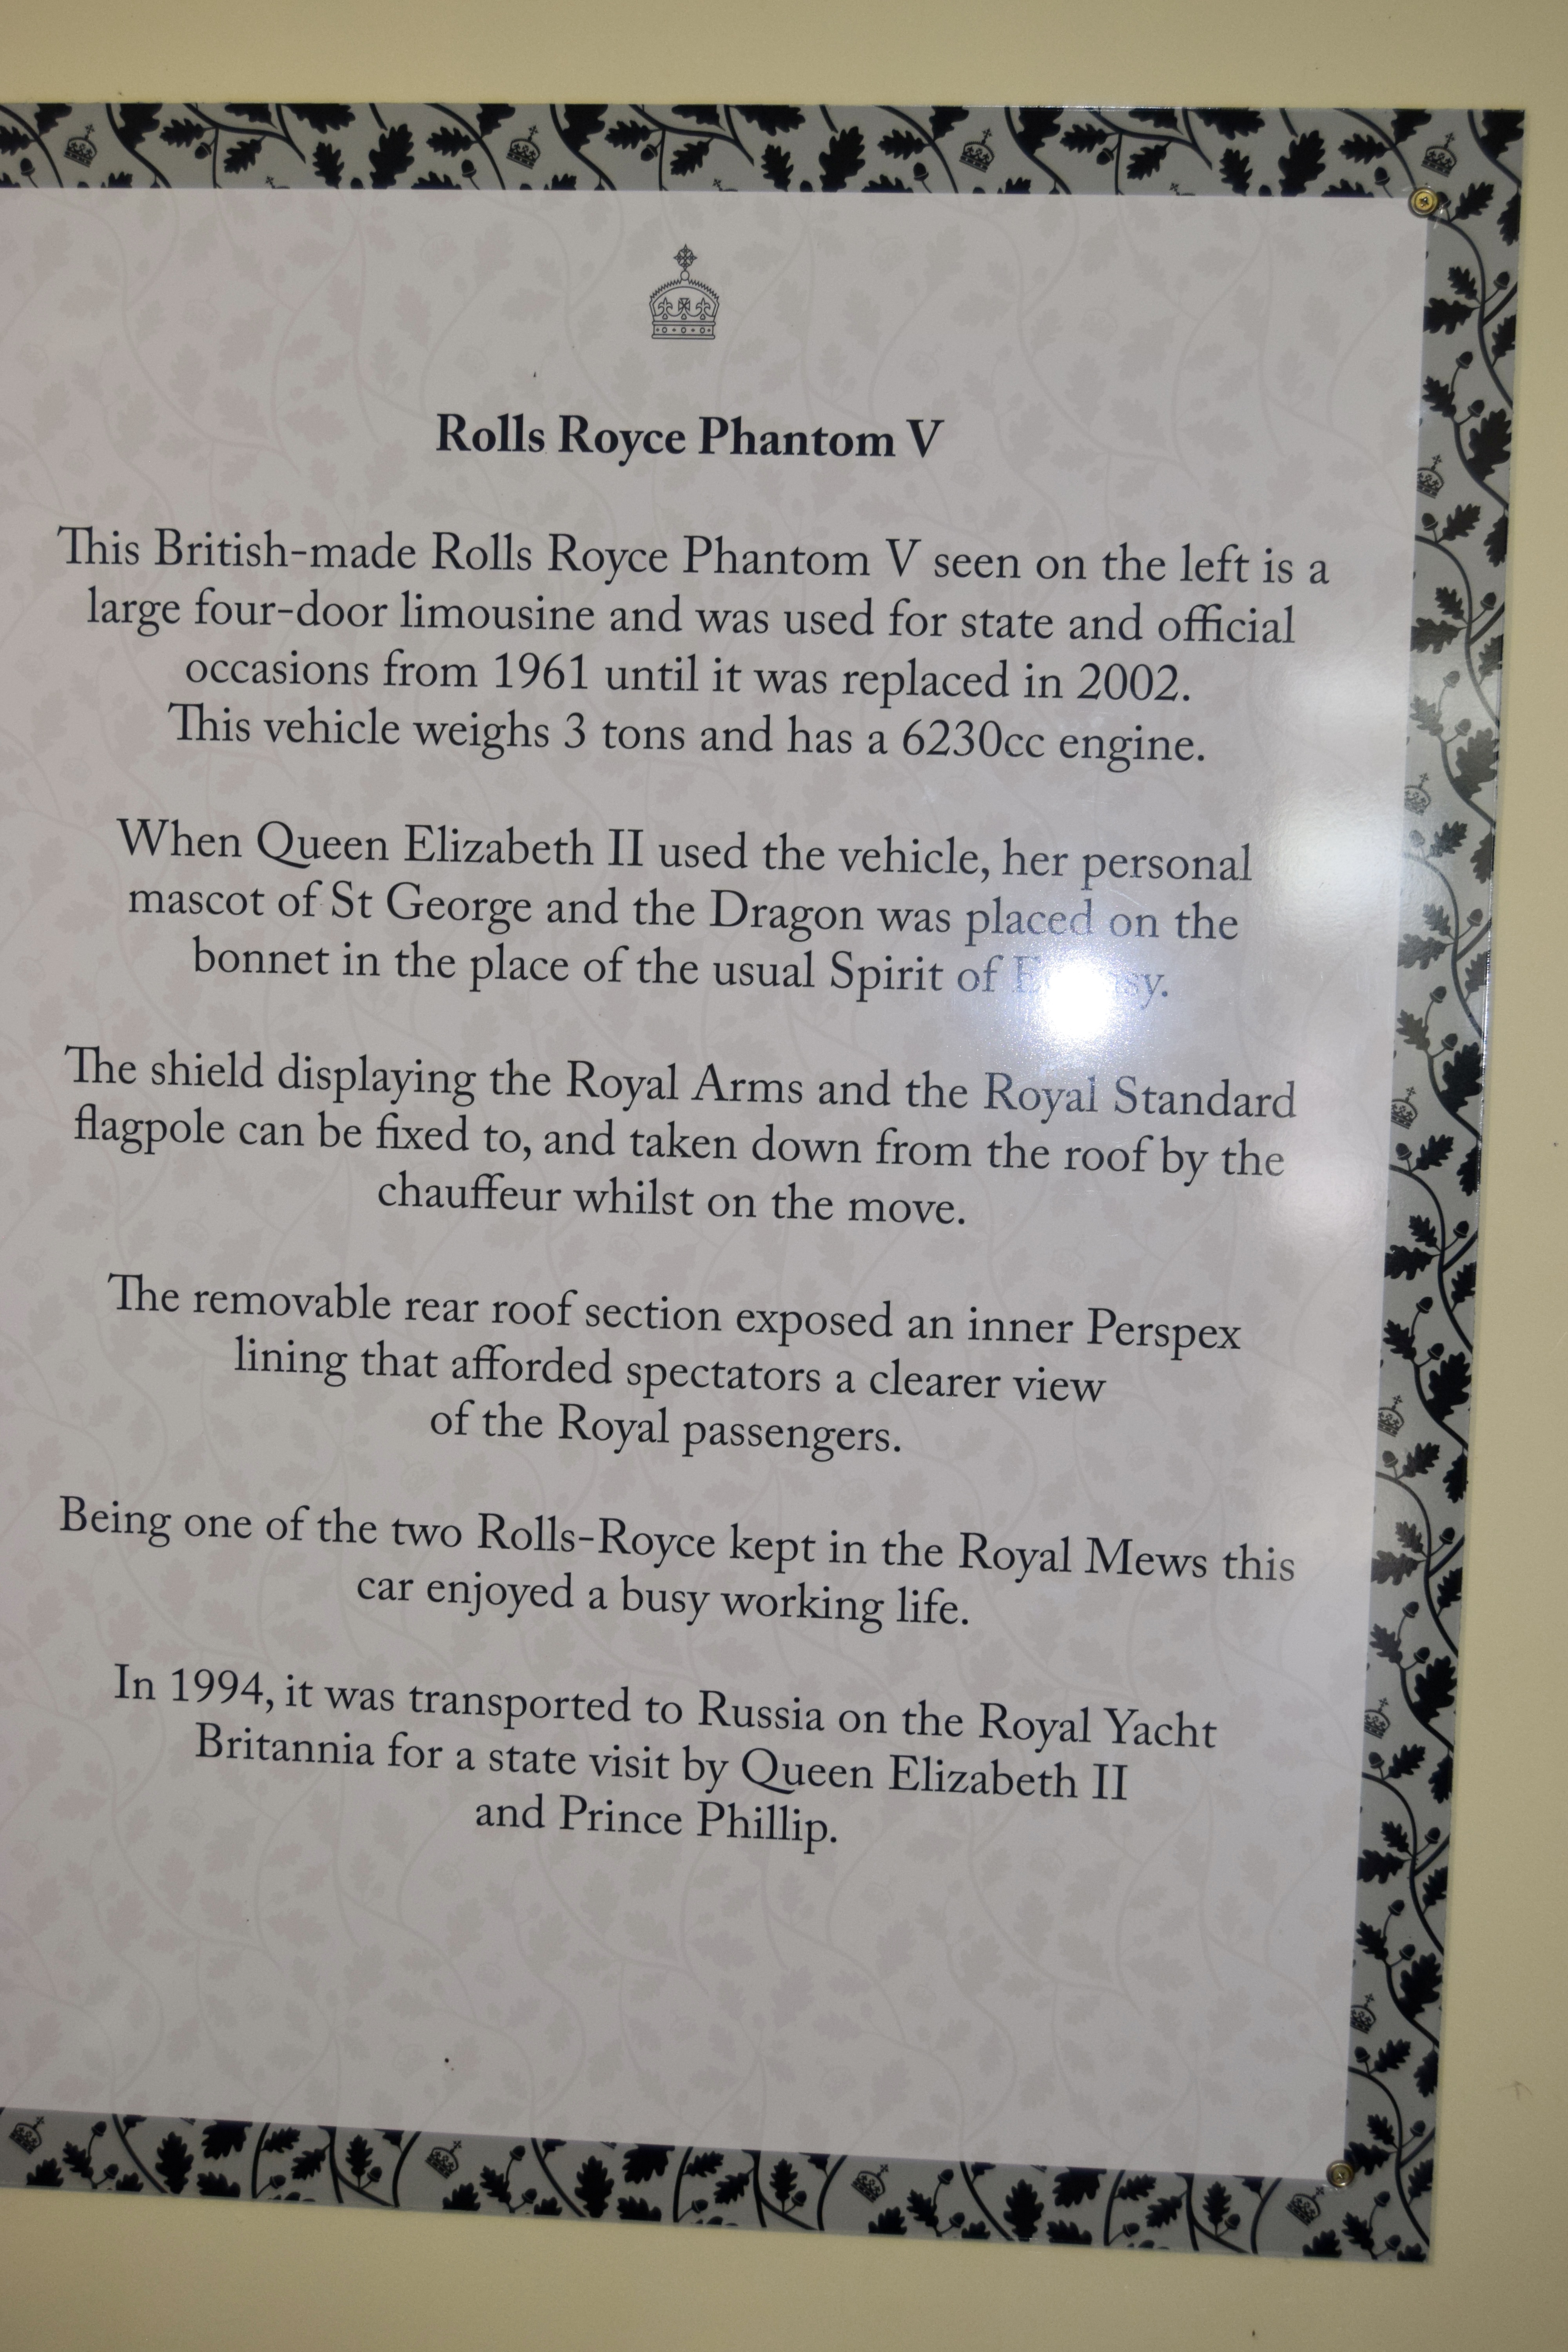 Rolls Royce Phantom V
This British-made Rolls Royce Phantom V seen on the left is a
large four-door limousine and was used for state and official
occasions from 1961 until it was replaced in 2002.
This vehicle weighs 3 tons and has a 6230cc engine.
When Queen Elizabeth II used the vehicle, her personal
mascot of St George and the Dragon was placed on the
bonnet in the place of the usual Spirit of
The shield displaying the Royal Arms and the Royal Standard
flagpole can be fixed to, and taken down from the roof by the
chauffeur whilst on the move.
The removable rear roof section exposed an inner Perspex
lining that afforded spectators a clearer view
of the Royal passengers.
Being one of the two Rolls-Royce kept in the Royal Mews this
car enjoyed a busy working life.
In 1994, it was transported to Russia on the Royal Yacht
Britannia for a state visit by Queen Elizabeth II
and Prince Phillip.